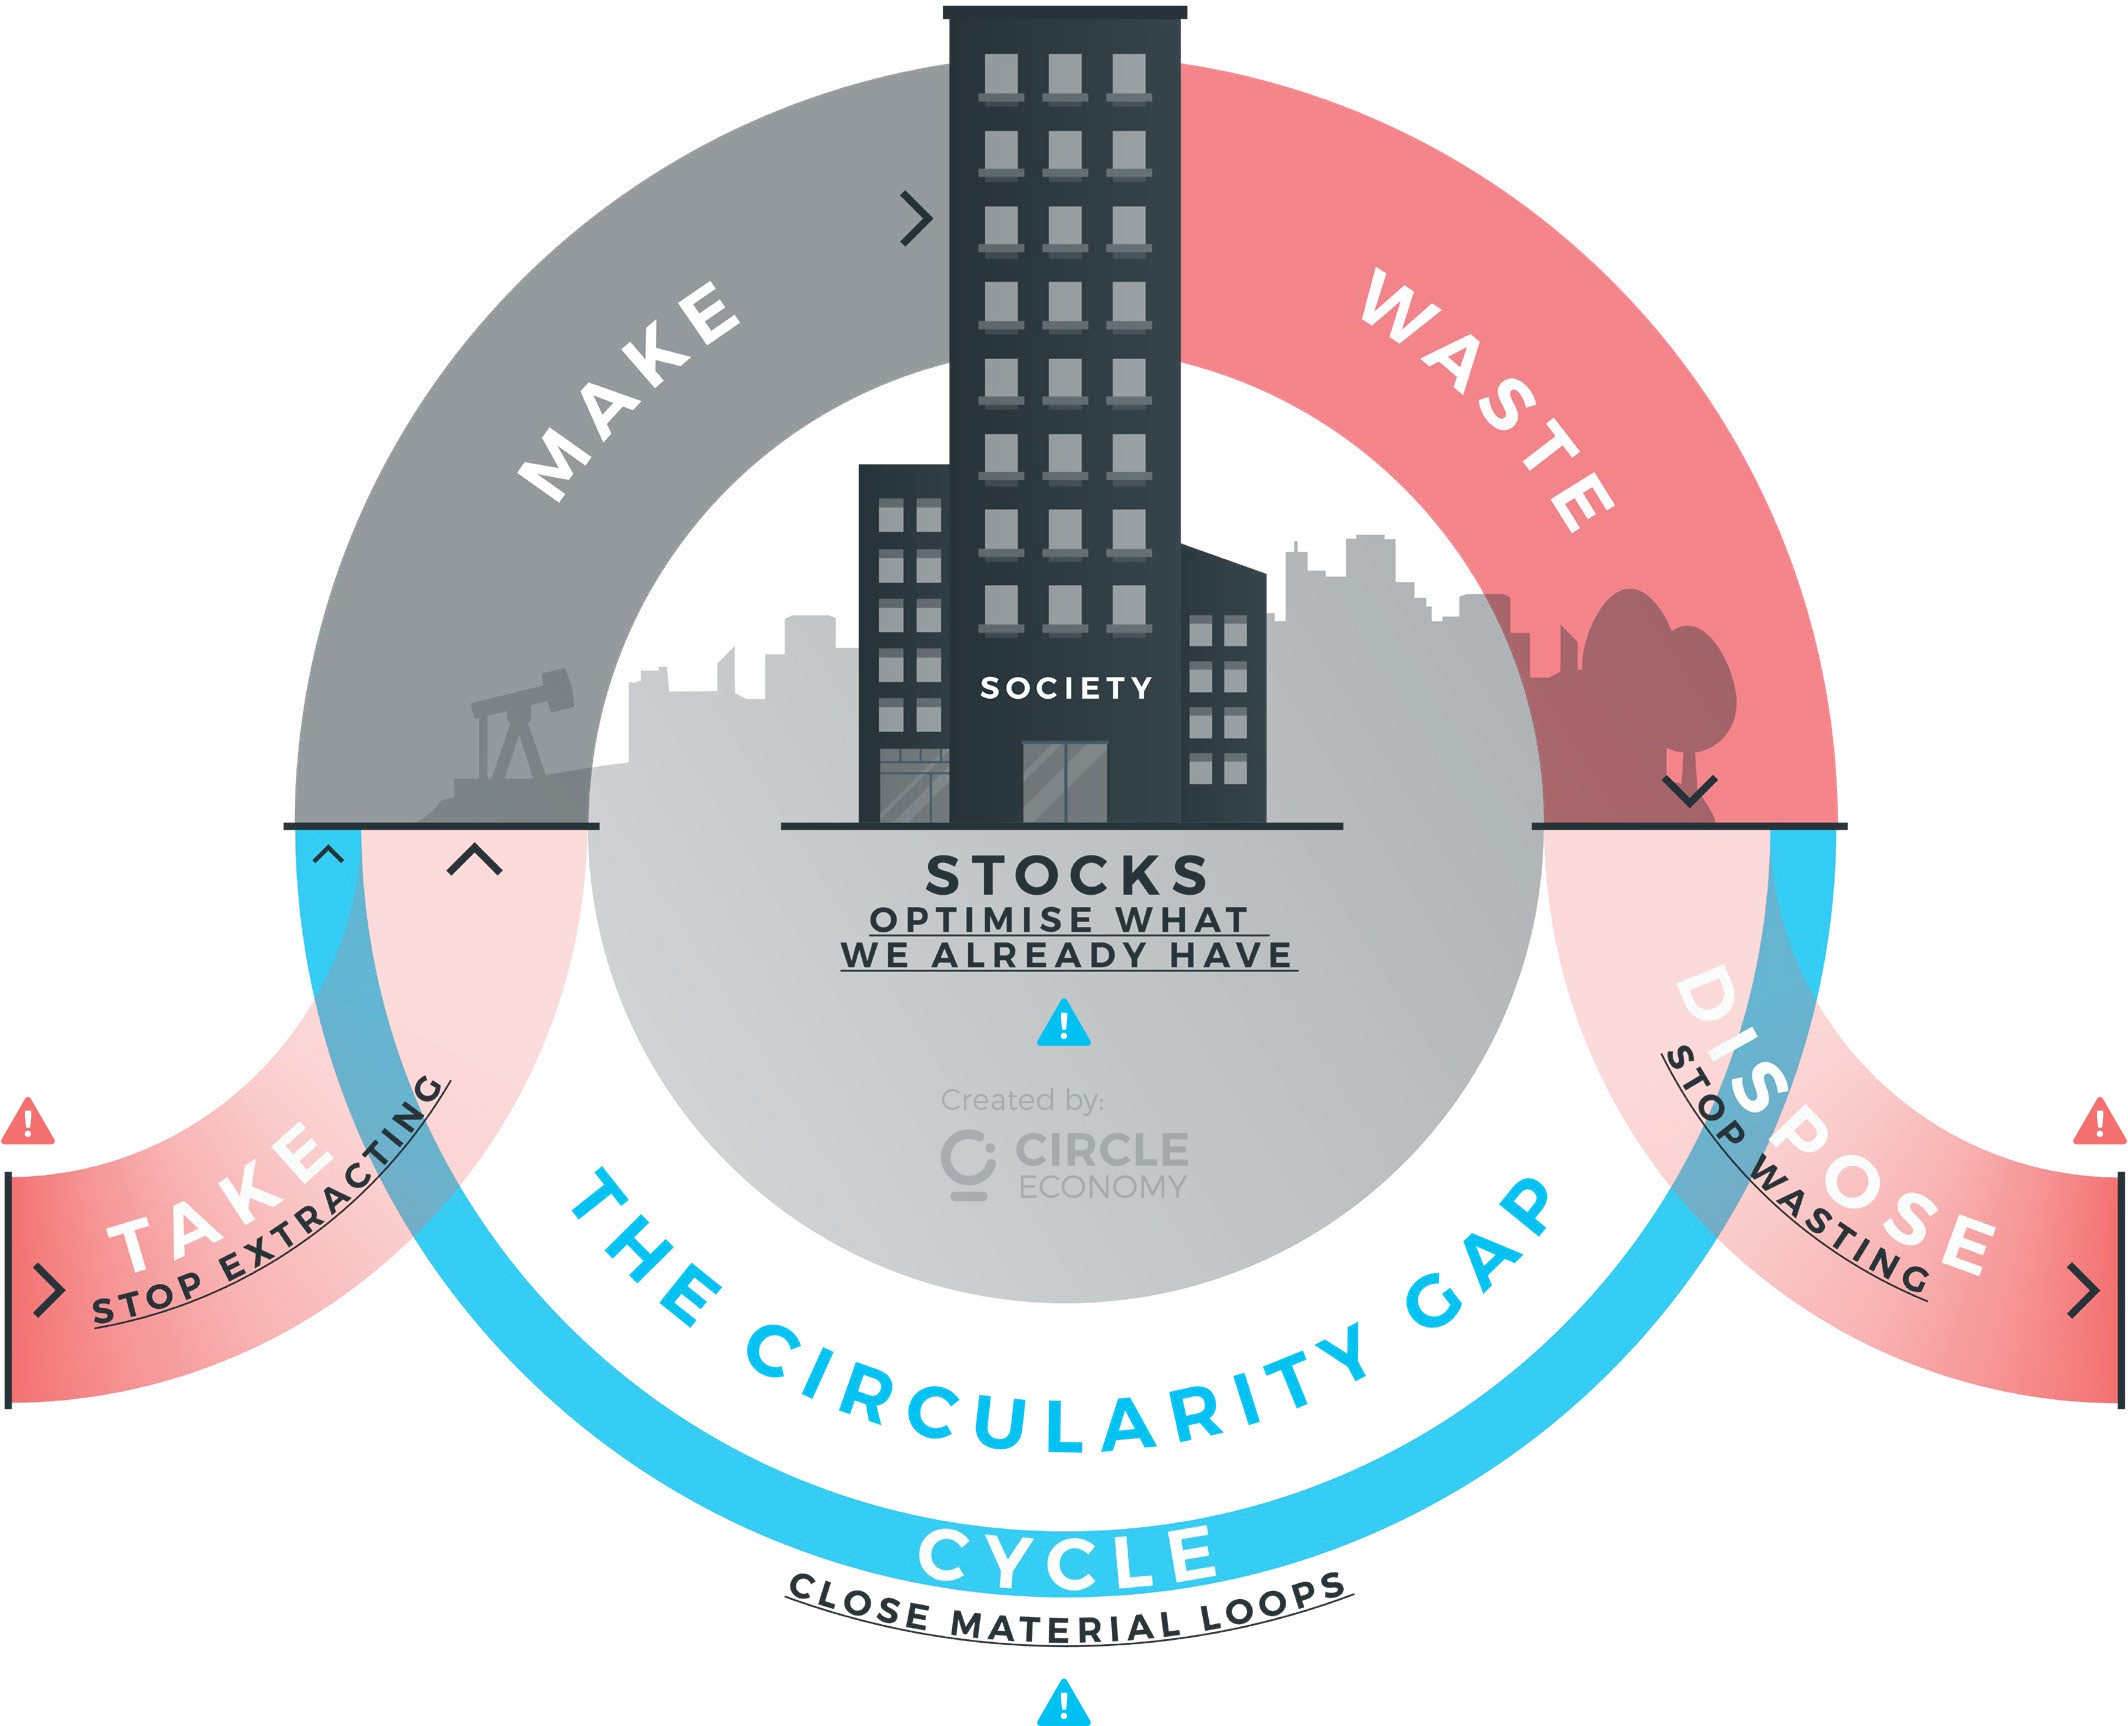 MAKE
WASTE
SOCIETY
STOCKS
OPTIMISE WHAT
WE ALREADY HAVE
Created by:
CIRCLE
ECONOMY
TAKE
STOP EXTRACTING
DISPOSE
STOP WASTING
THE CIRCULARITY GAP
CYCLE
CLOSE MATERIAL LOOPS